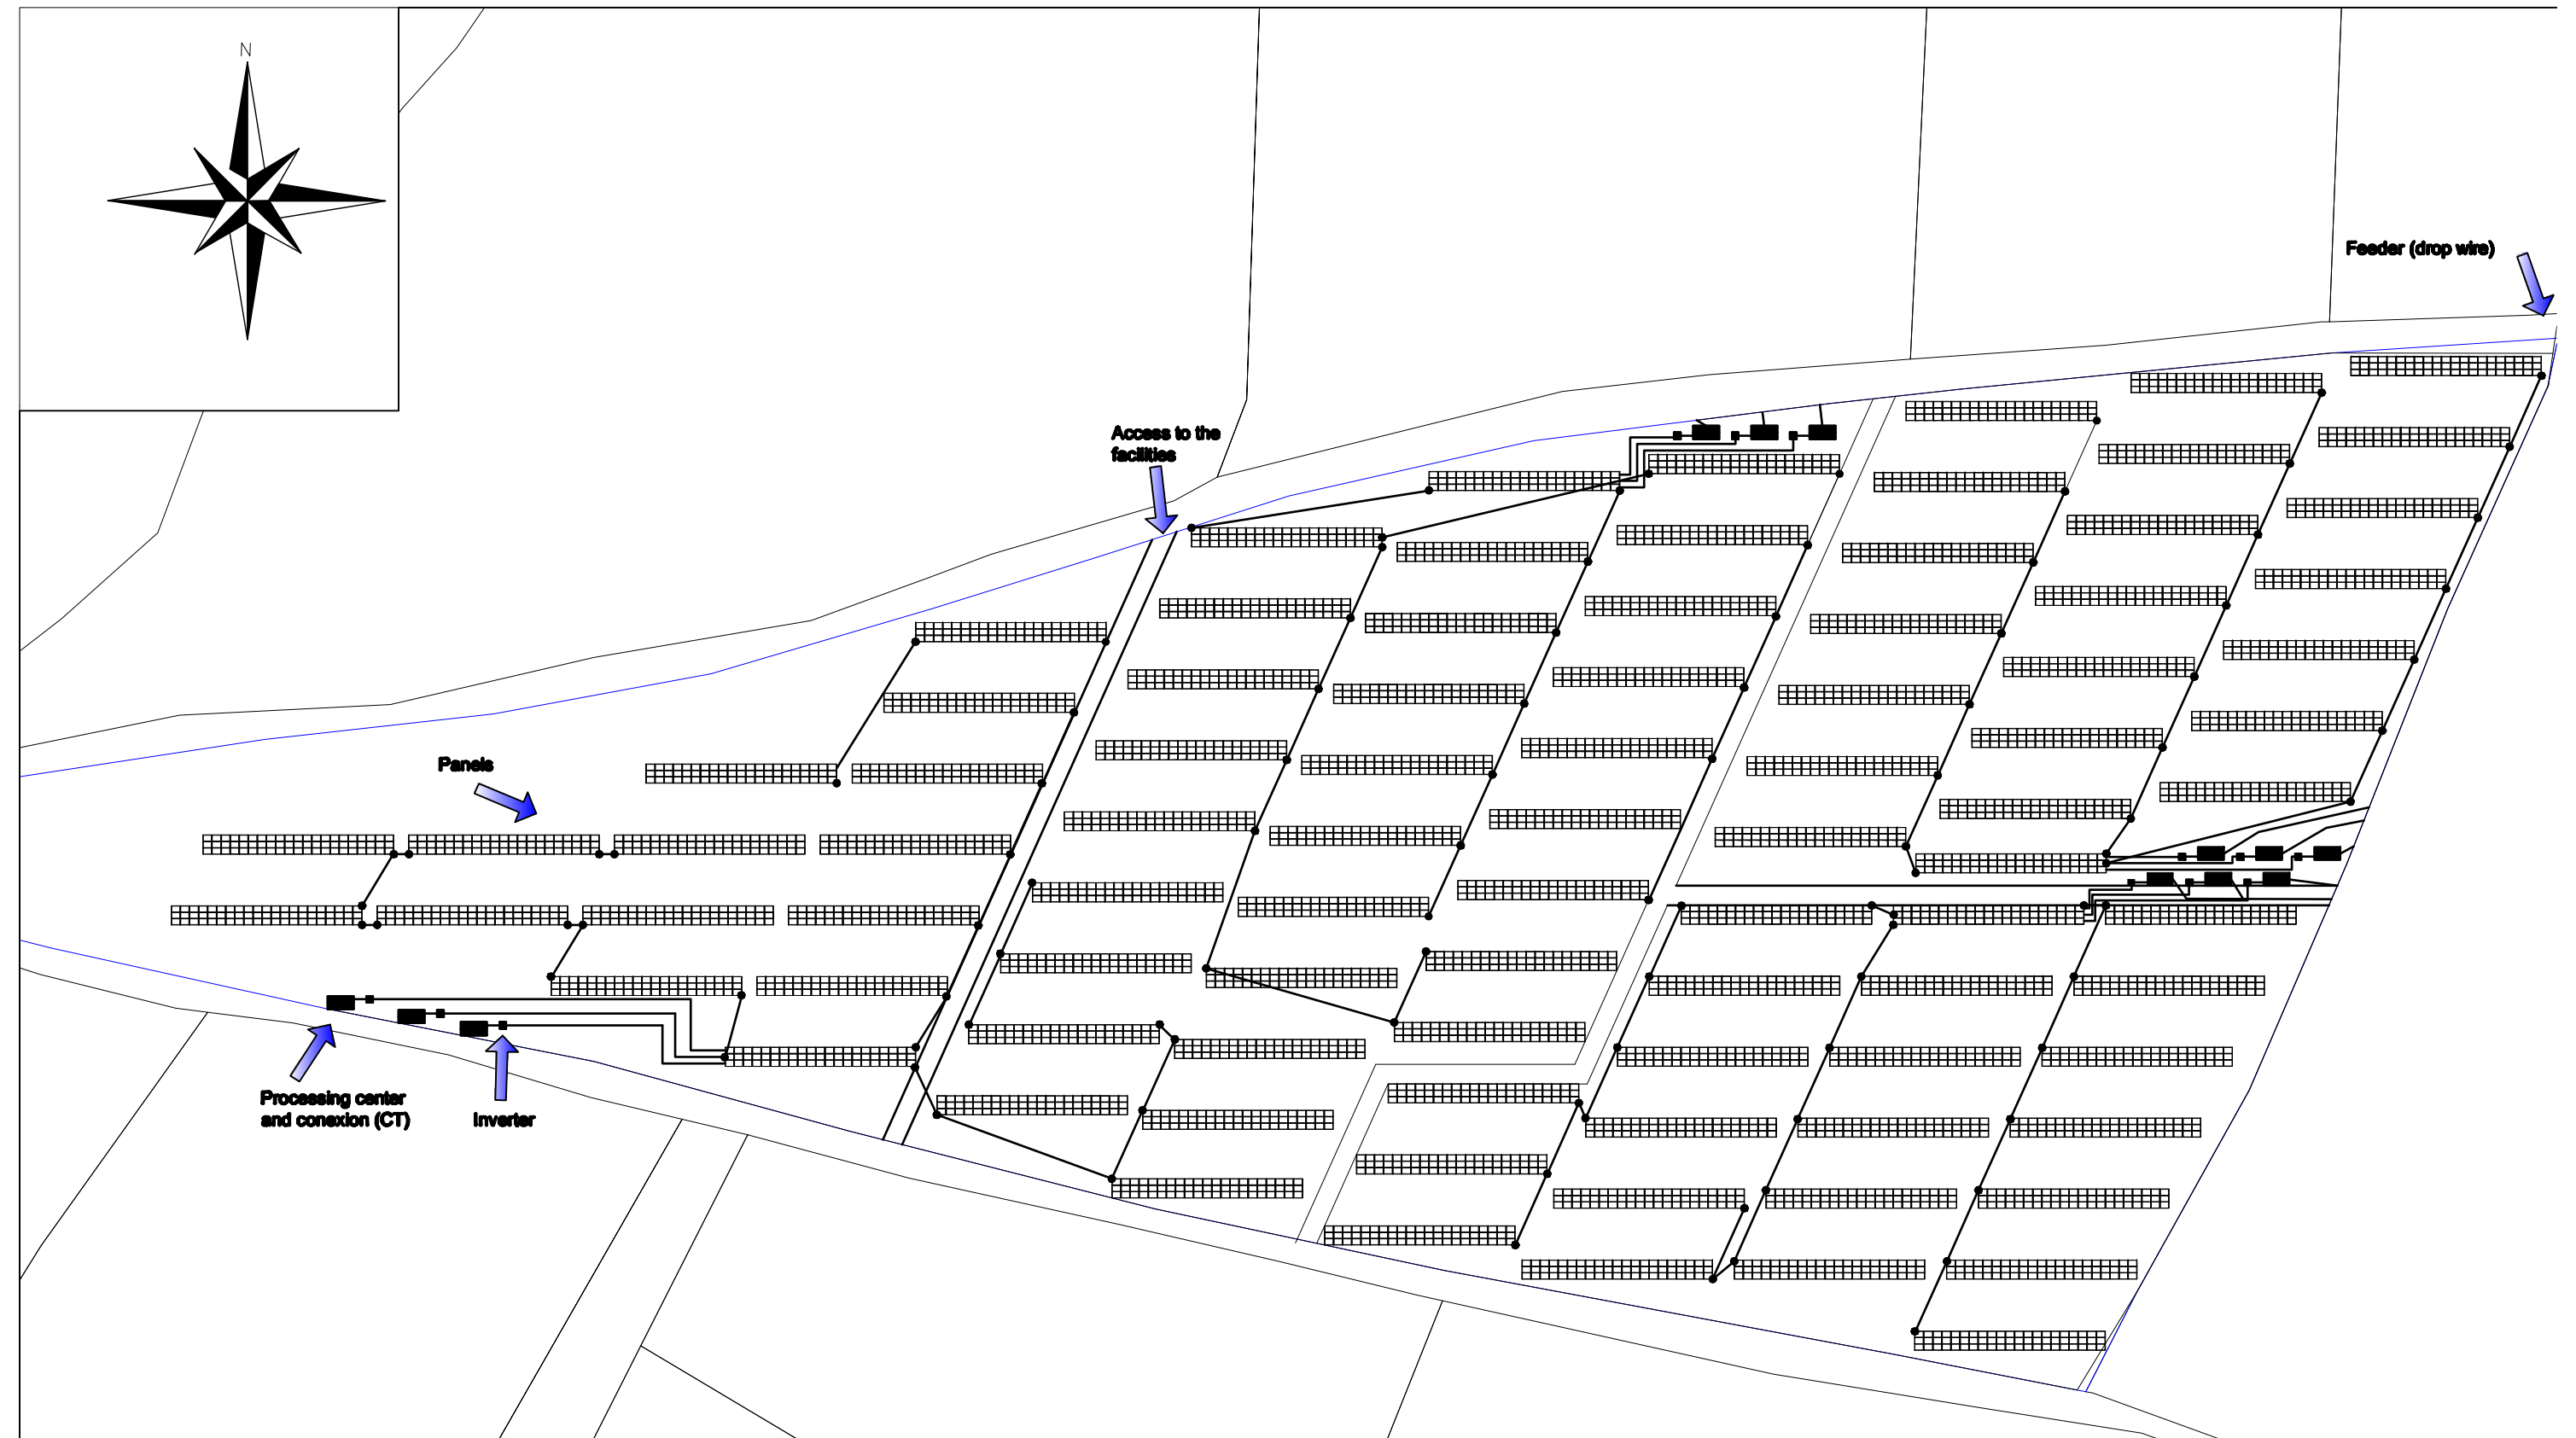 N
Feeder (drop wire)
Access to the
facilities
Panels
Processing center
and conexion (CT)
Inverter